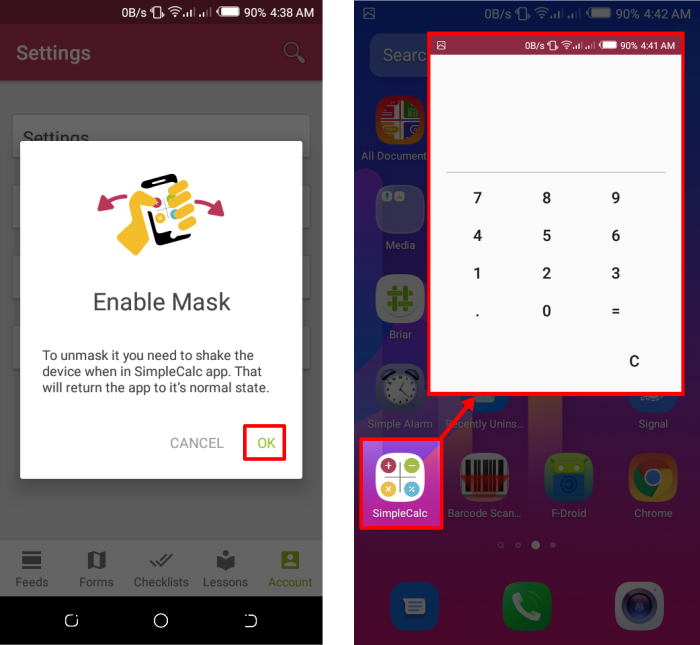 0B/s 90% 4:38 AM
Settings
Settings
Enable Mask
To unmask it you need to shake the
device when in SimpleCalc app. That
will return the app to it's normal state.
CANCEL OK
Feeds Forms Checklists Lessons Account
0B/s 90% 4:42 AM
Searc
0B/s 90% 4:41 AM
7 8 9
4 5 6
1 2 3
. 0 =
C
All Document
Media
Briar
Simple Alarm Recently Unins... Signal
SimpleCalc Barcode Scan... F-Droid Chrome